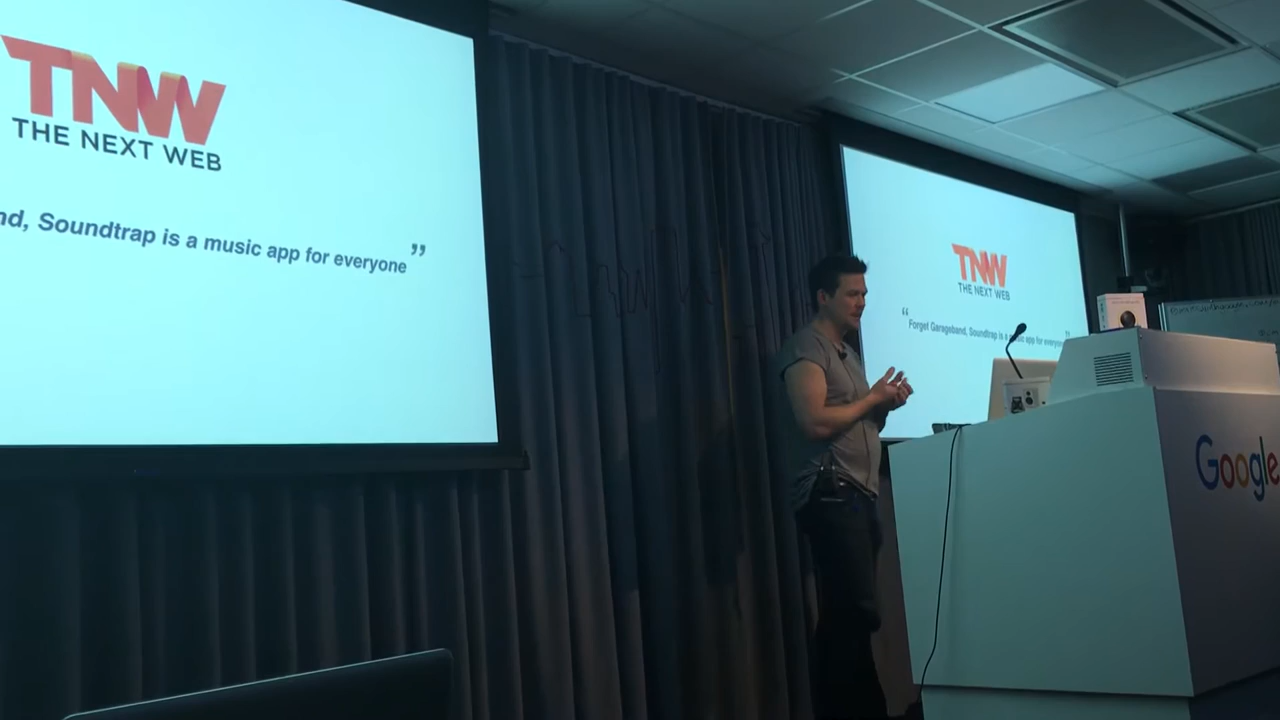 TNW
THE NEXT WEB
nd, Soundtrap is a music app for everyone”
TNW
THE NEXT WEB
“Forget Garageband, Soundtrap is a music app for everyone”
Google